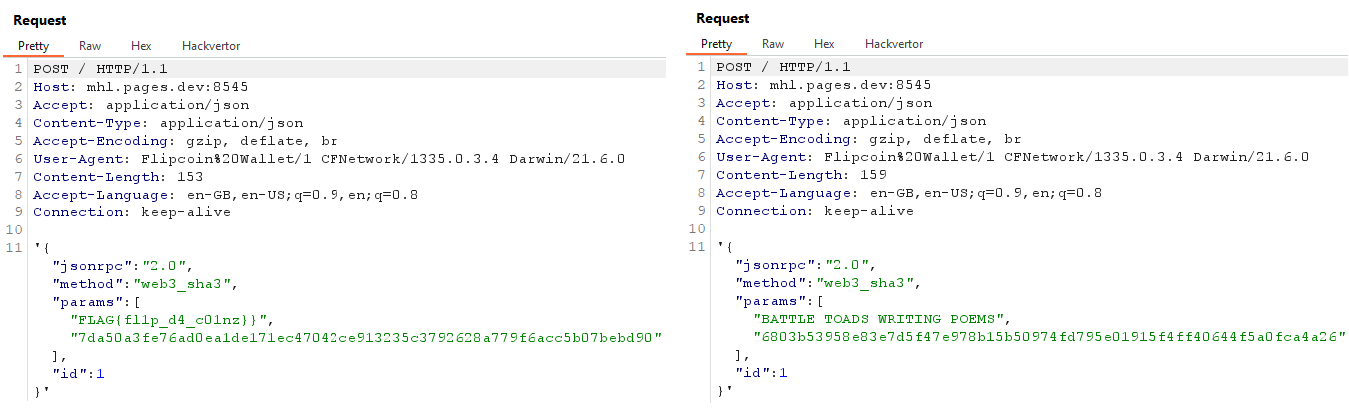 Request
Pretty Raw Hex Hackvertor
1 POST / HTTP/1.1
2 Host: mhl.pages.dev:8545
3 Accept: application/json
4 Content-Type: application/json
5 Accept-Encoding: gzip, deflate, br
6 User-Agent: Flipcoin%20Wallet/1 CFNetwork/1335.0.3.4 Darwin/21.6.0
7 Content-Length: 153
8 Accept-Language: en-GB,en-US;q=0.9,en;q=0.8
9 Connection: keep-alive
10
11 '{
"jsonrpc":"2.0",
"method":"web3_sha3",
"params":[
"FLAG{fl1p_d4_c01nz}}",
"7da50a3fe76ad0ea1de171ec47042ce913235c3792628a779f6acc5b07bebd90"
],
"id":1
}'
Request
Pretty Raw Hex Hackvertor
1 POST / HTTP/1.1
2 Host: mhl.pages.dev:8545
3 Accept: application/json
4 Content-Type: application/json
5 Accept-Encoding: gzip, deflate, br
6 User-Agent: Flipcoin%20Wallet/1 CFNetwork/1335.0.3.4 Darwin/21.6.0
7 Content-Length: 159
8 Accept-Language: en-GB,en-US;q=0.9,en;q=0.8
9 Connection: keep-alive
10
11 '{
"jsonrpc":"2.0",
"method":"web3_sha3",
"params":[
"BATTLE TOADS WRITING POEMS",
"6803b53958e83e7d5f47e978b15b50974fd795e01915f4ff40644f5a0fca4a26"
],
"id":1
}'